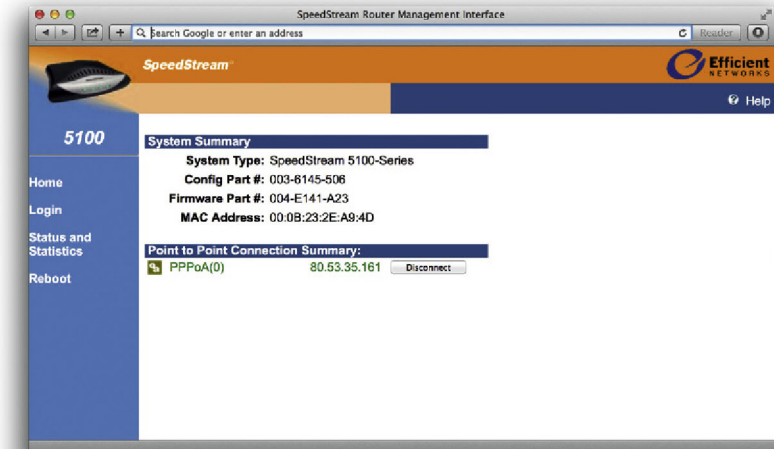 SpeedStream Router Management Interface
Search Google or enter an address
Reader
SpeedStream
Efficient
NETWORKS
Help
5100
Home
Login
Status and
Statistics
Reboot
System Summary
System Type: SpeedStream 5100-Series
Config Part #: 003-6145-506
Firmware Part #: 004-E141-A23
MAC Address: 00:0B:23:2E:A9:4D
Point to Point Connection Summary:
PPPoA(0) 80.53.35.161 Disconnect